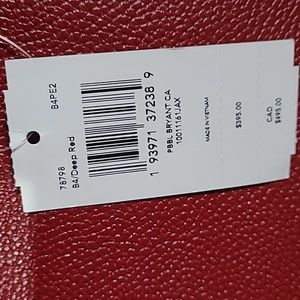 B4PE2
78798
B4/Deep Red
1 93971 37238 9
PBBL BRYANT CA
10011161JAX
MADE IN VIETNAM
$395.00
CAD
$495.00